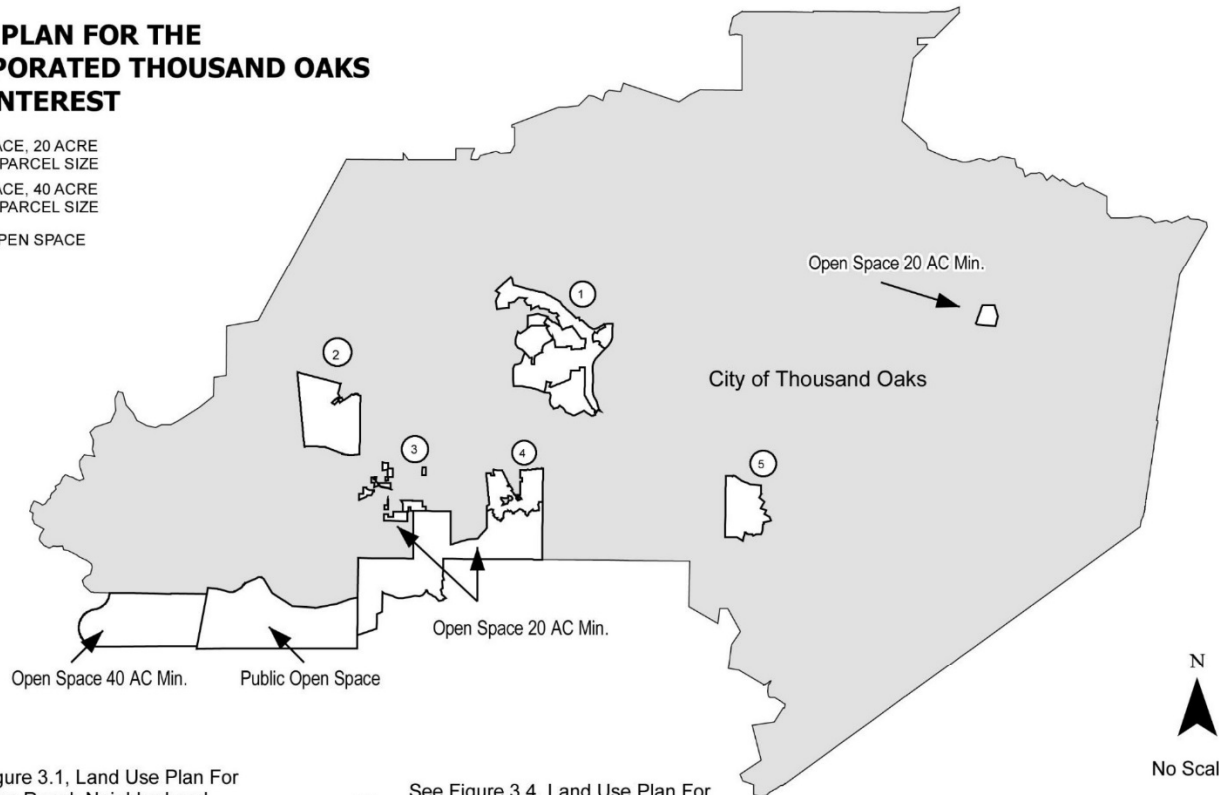 PLAN FOR THE
PORATED THOUSAND OAKS
NTEREST
ACE, 20 ACRE
PARCEL SIZE
ACE, 40 ACRE
PARCEL SIZE
PEN SPACE
Open Space 20 AC Min.
1
2
City of Thousand Oaks
3
4
5
Open Space 20 AC Min.
Open Space 40 AC Min.
Public Open Space
N
No Scal
gure 3.1, Land Use Plan For
See Figure 3.4, Land Use Plan For